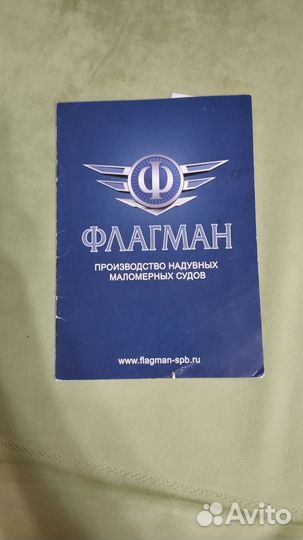 Ф
ФЛАГМАН
ПРОИЗВОДСТВО НАДУВНЫХ
МАЛОМЕРНЫХ СУДОВ
www.flagman-spb.ru
Avito